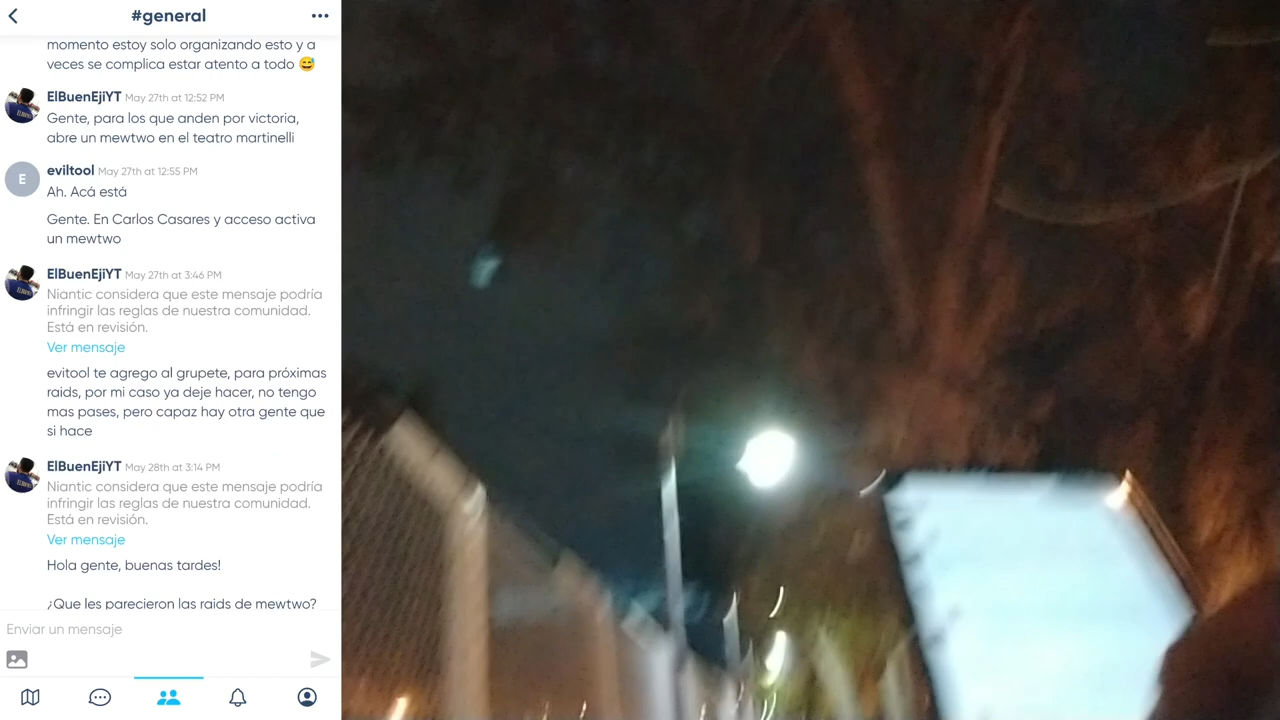 #general
momento estoy solo organizando esto y a
veces se complica estar atento a todo 😅
ElBuenEjiYT May 27th at 12:52 PM
Gente, para los que anden por victoria,
abre un mewtwo en el teatro martinelli
E
eviltool May 27th at 12:55 PM
Ah. Acá está
Gente. En Carlos Casares y acceso activa
un mewtwo
ElBuenEjiYT May 27th at 3:46 PM
Niantic considera que este mensaje podría
infringir las reglas de nuestra comunidad.
Está en revisión.
Ver mensaje
evitool te agrego al grupete, para próximas
raids, por mi caso ya deje hacer, no tengo
mas pases, pero capaz hay otra gente que
si hace
ElBuenEjiYT May 28th at 3:14 PM
Niantic considera que este mensaje podría
infringir las reglas de nuestra comunidad.
Está en revisión.
Ver mensaje
Hola gente, buenas tardes!
¿Que les parecieron las raids de mewtwo?
Enviar un mensaje